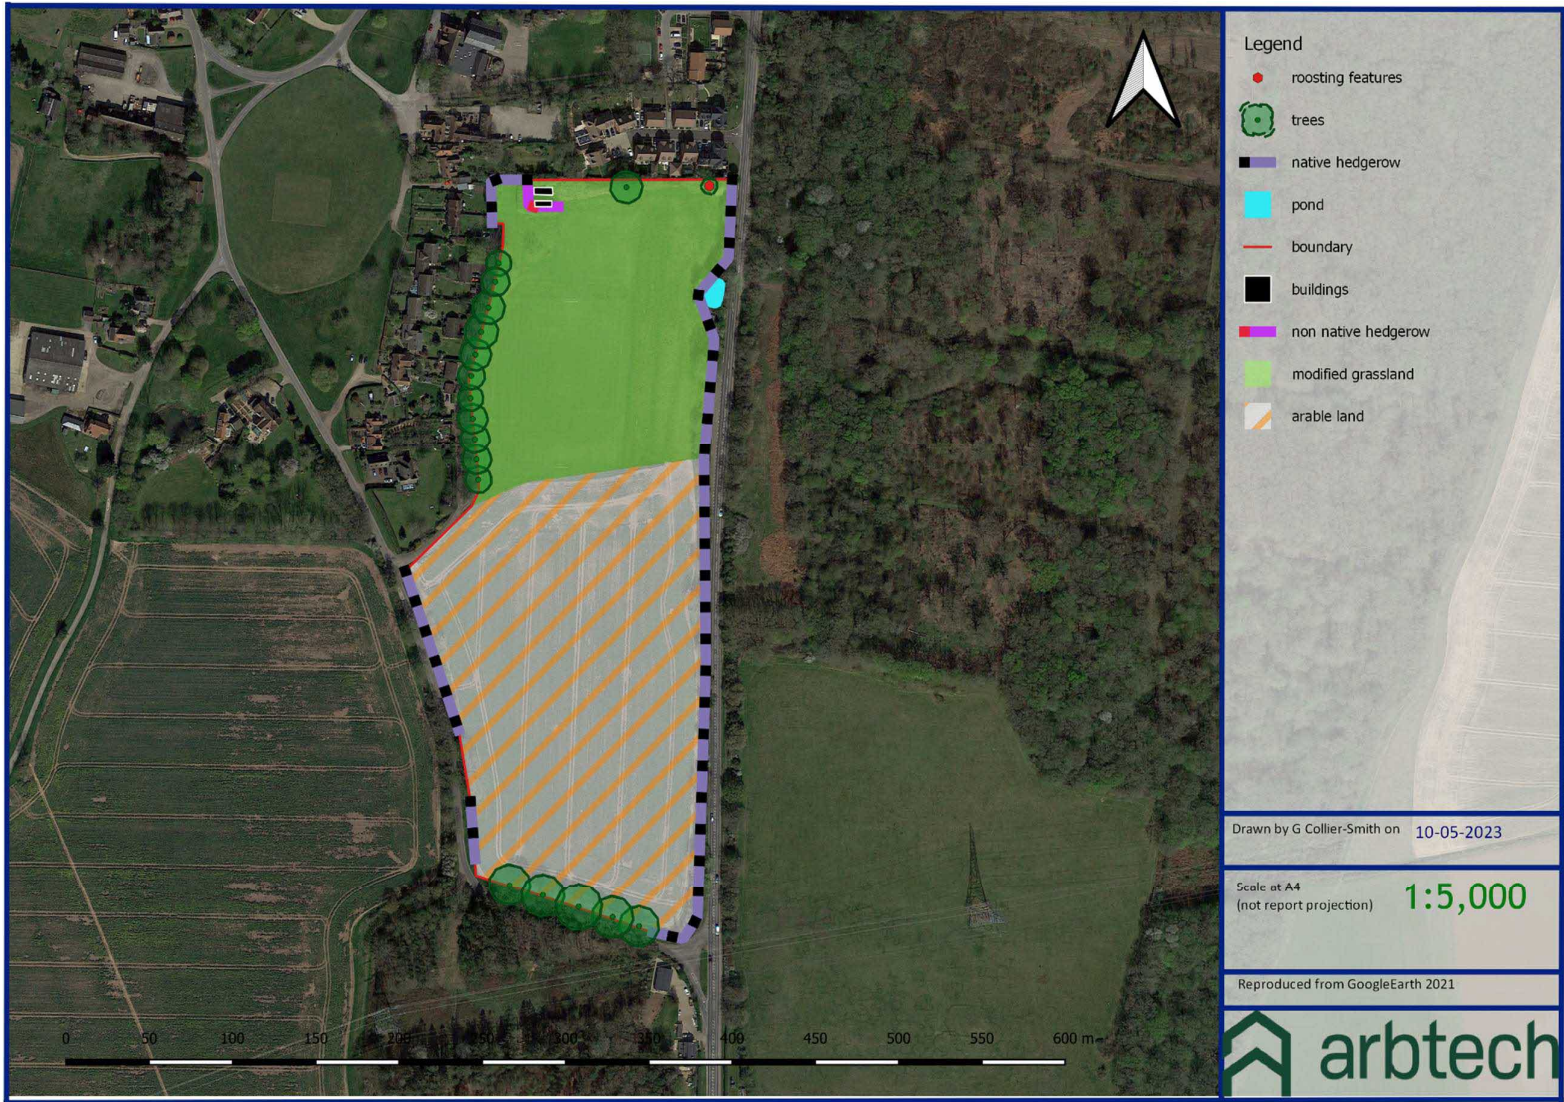 Legend
roosting features
trees
native hedgerow
pond
boundary
buildings
non native hedgerow
modified grassland
arable land
Drawn by G Collier-Smith on 10-05-2023
Scale at A4
(not report projection)
1:5,000
Reproduced from GoogleEarth 2021
arbtech
0 50 100 150 200 250 300 350 400 450 500 550 600 m